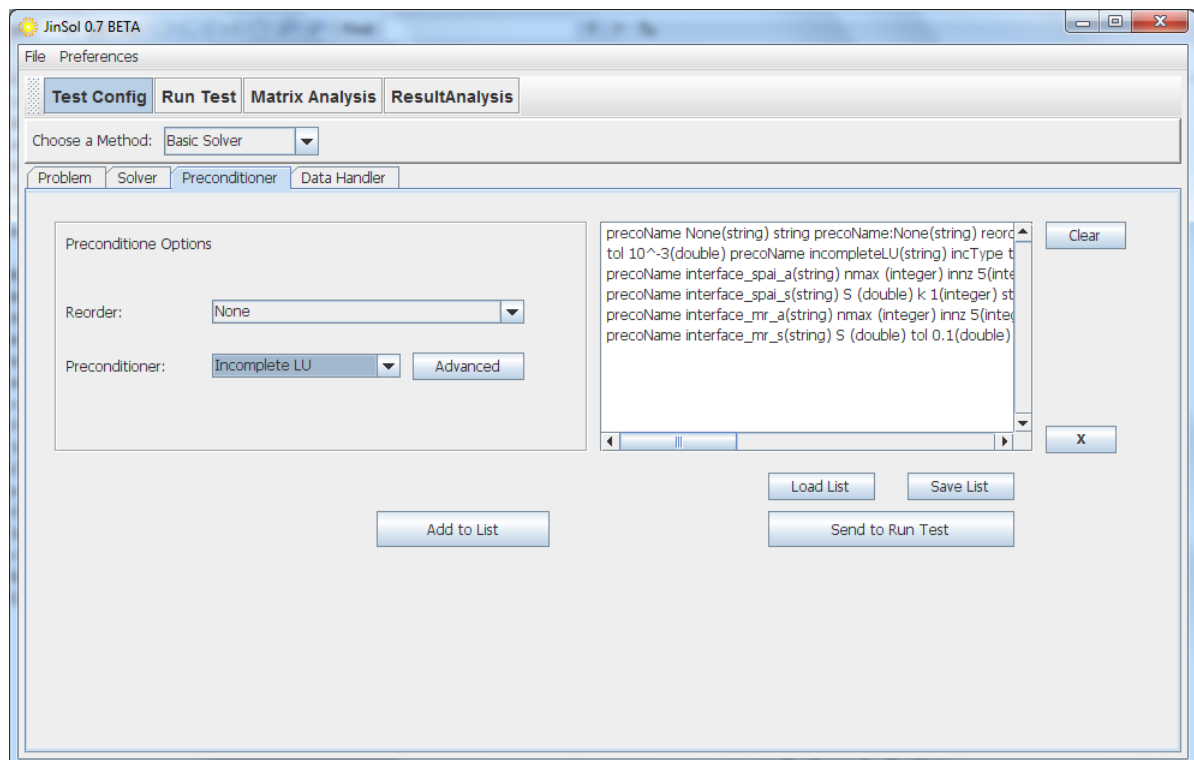 JinSol 0.7 BETA
File Preferences
Test Config Run Test Matrix Analysis ResultAnalysis
Choose a Method: Basic Solver
Problem Solver Preconditioner Data Handler
Preconditione Options
Reorder: None
Preconditioner: Incomplete LU Advanced
precoName None(string) string precoName:None(string) reord
tol 10^-3(double) precoName incompleteLU(string) incType t
precoName interface_spai_a(string) nmax (integer) innz 5(inte
precoName interface_spai_s(string) S (double) k 1(integer) st
precoName interface_mr_a(string) nmax (integer) innz 5(integ
precoName interface_mr_s(string) S (double) tol 0.1(double)
Clear
X
Load List Save List
Add to List Send to Run Test